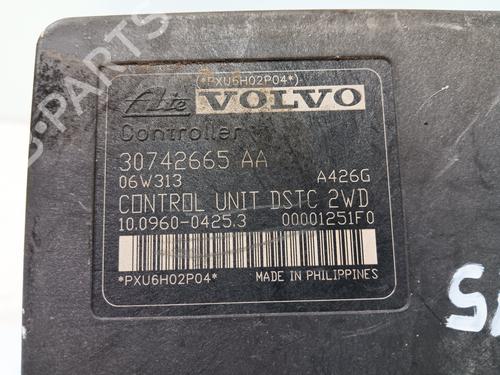 (*PXU6H02P04*)
Ate VOLVO
Controller
30742665 AA
06W313 A426G
CONTROL UNIT DSTC 2WD
10.0960-0425.3 00001251F0
*PXU6H02P04* MADE IN PHILIPPINES
B-PARTS